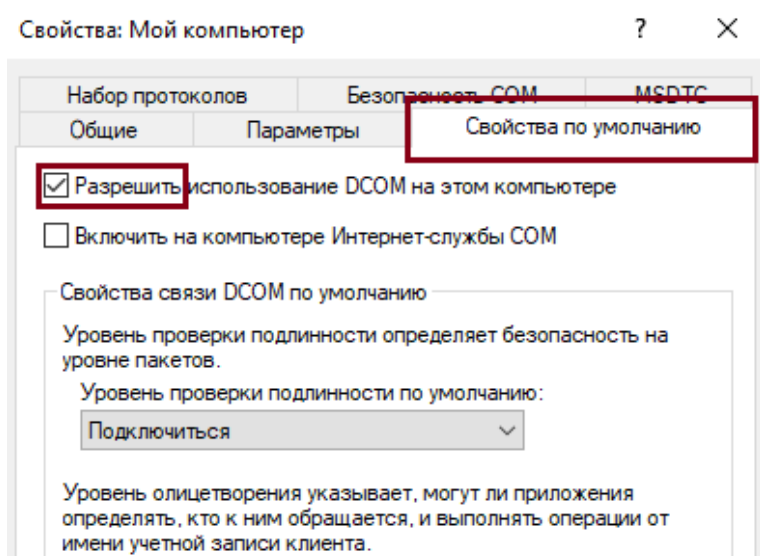 Свойства: Мой компьютер ? ×
Набор протоколов Безопасность COM MSDTC
Общие Параметры Свойства по умолчанию
Разрешить использование DCOM на этом компьютере
Включить на компьютере Интернет-службы COM
Свойства связи DCOM по умолчанию
Уровень проверки подлинности определяет безопасность на
уровне пакетов.
Уровень проверки подлинности по умолчанию:
Подключиться
Уровень олицетворения указывает, могут ли приложения
определять, кто к ним обращается, и выполнять операции от
имени учетной записи клиента.